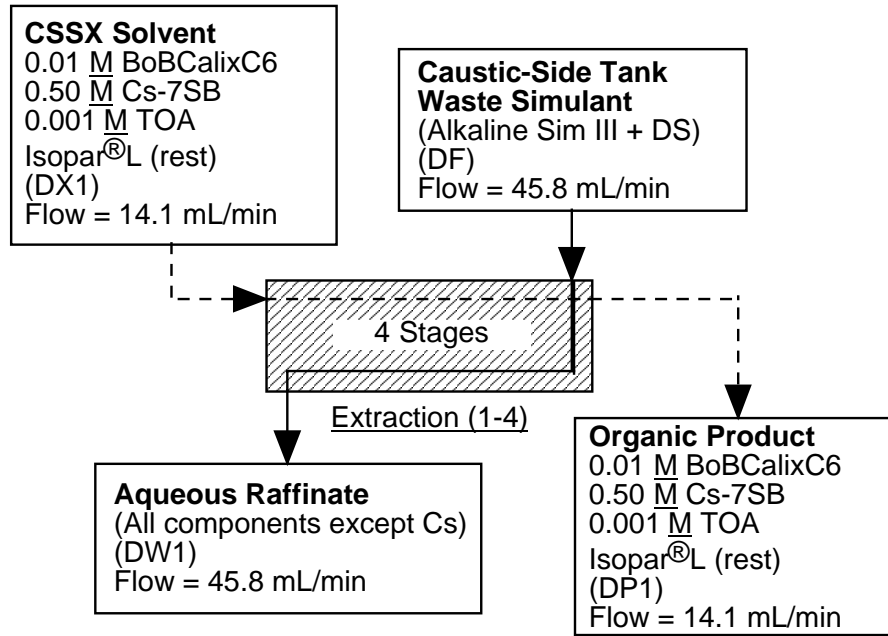 CSSX Solvent
0.01 M BoBCalixC6
0.50 M Cs-7SB
0.001 M TOA
Isopar®L (rest)
(DX1)
Flow = 14.1 mL/min
Caustic-Side Tank
Waste Simulant
(Alkaline Sim III + DS)
(DF)
Flow = 45.8 mL/min
4 Stages
Extraction (1-4)
Aqueous Raffinate
(All components except Cs)
(DW1)
Flow = 45.8 mL/min
Organic Product
0.01 M BoBCalixC6
0.50 M Cs-7SB
0.001 M TOA
Isopar®L (rest)
(DP1)
Flow = 14.1 mL/min